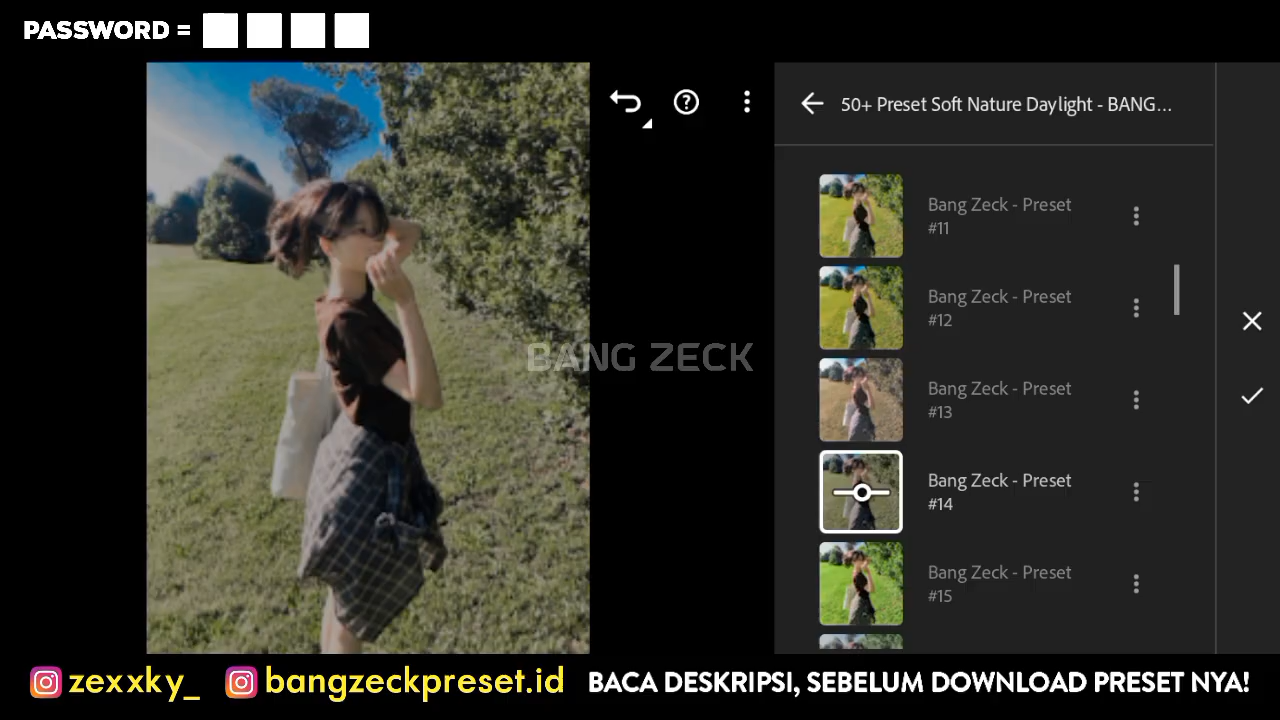 PASSWORD =
50+ Preset Soft Nature Daylight - BANG...
Bang Zeck - Preset
#11
Bang Zeck - Preset
#12
BANG ZECK
Bang Zeck - Preset
#13
Bang Zeck - Preset
#14
Bang Zeck - Preset
#15
zexxky_
bangzeckpreset.id
BACA DESKRIPSI, SEBELUM DOWNLOAD PRESET NYA!